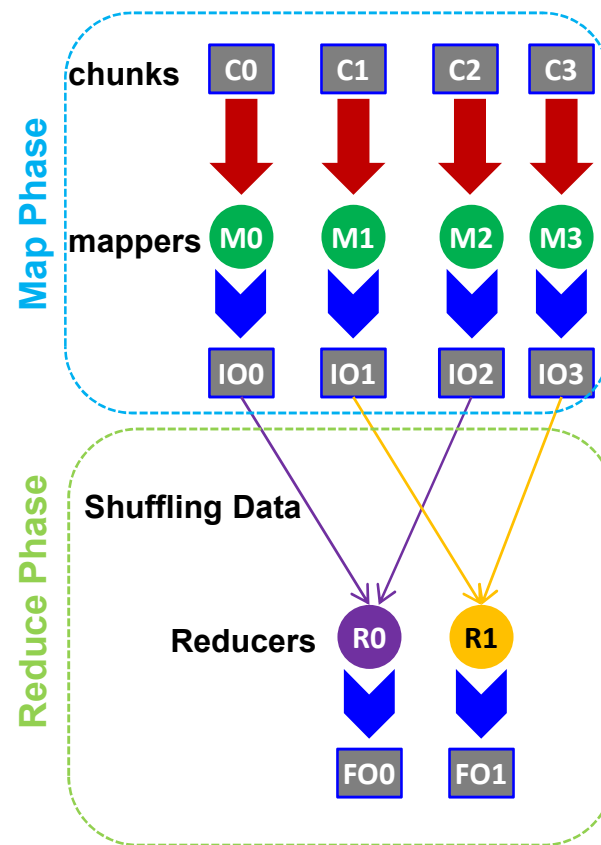 Map Phase
chunks C0 C1 C2 C3
mappers M0 M1 M2 M3
IO0 IO1 IO2 IO3
Reduce Phase
Shuffling Data
Reducers R0 R1
FO0 FO1